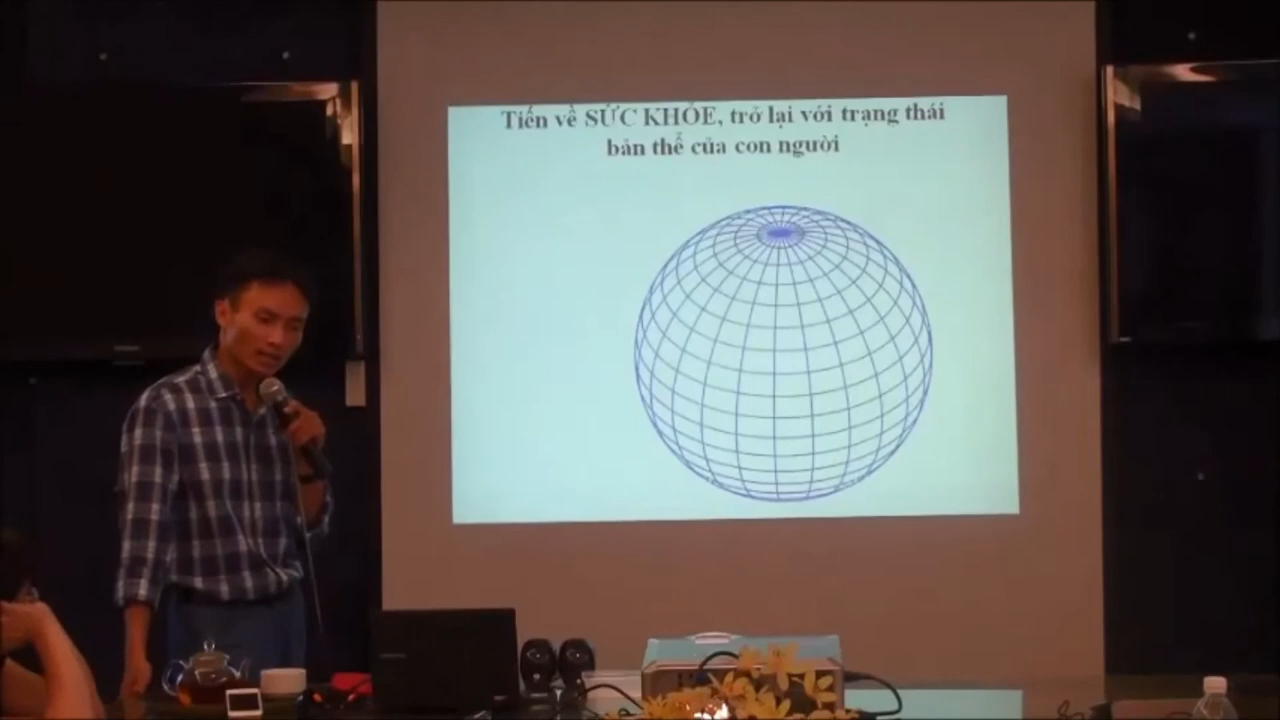 Tiến về SỨC KHỎE, trở lại với trạng thái
bản thể của con người